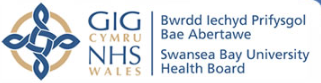 GIG
CYMRU
NHS
WALES
Bwrdd Iechyd Prifysgol
Bae Abertawe
Swansea Bay University
Health Board